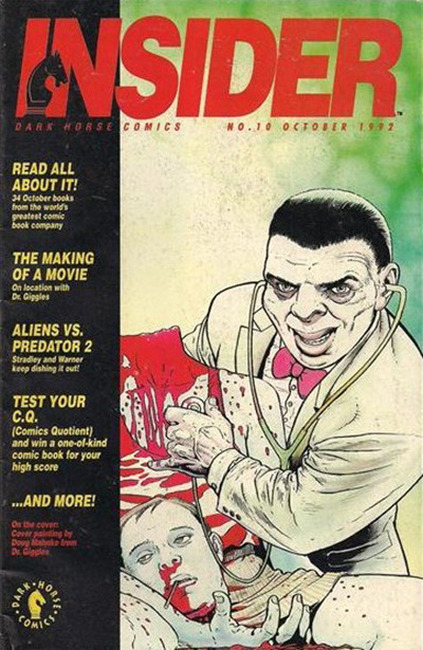 INSIDER
DARK HORSE COMICS NO. 10 OCTOBER 1992
READ ALL
ABOUT IT!
34 October books
from the world's
greatest comic
book company
THE MAKING
OF A MOVIE
On location with
Dr. Giggles
ALIENS VS.
PREDATOR 2
Stradley and Warner
keep dishing it out!
TEST YOUR
C.Q.
(Comics Quotient)
and win a one-of-kind
comic book for your
high score
...AND MORE!
On the cover:
Cover painting by
Doug Mahnke from
Dr. Giggles
DARK HORSE COMICS